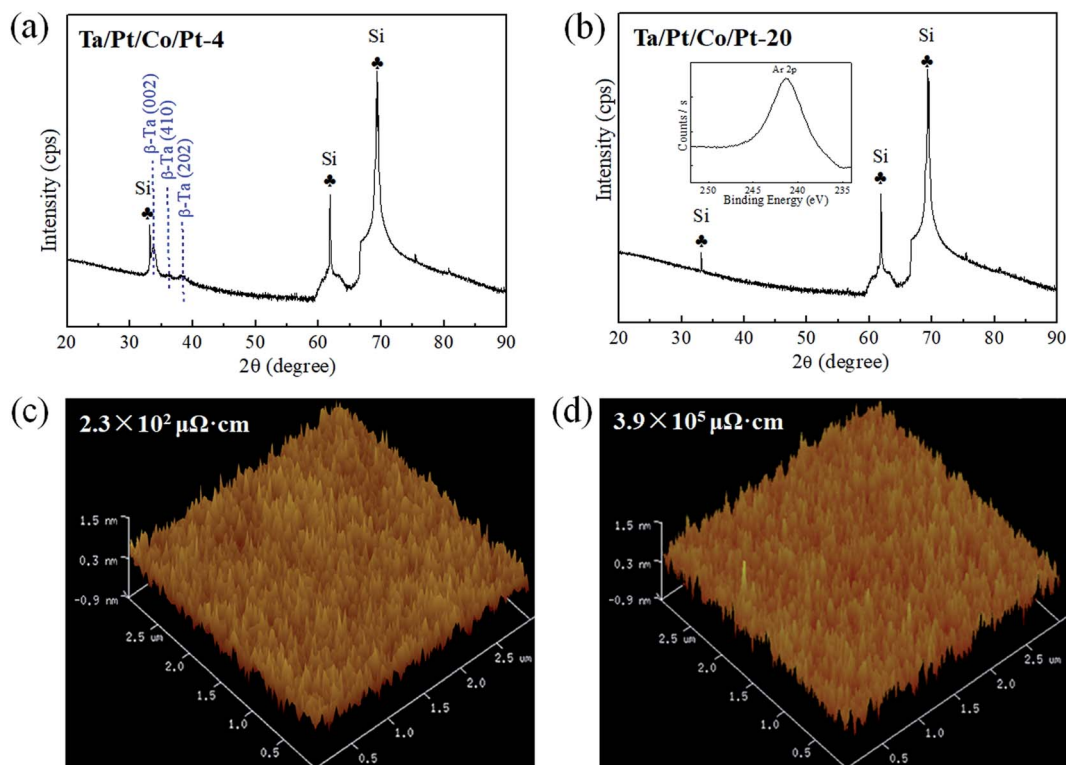 (a)
Ta/Pt/Co/Pt-4
Si
β-Ta (002)
β-Ta (410)
β-Ta (202)
Si
Si
Intensity (cps)
20 30 40 50 60 70 80 90
2θ (degree)
(b)
Ta/Pt/Co/Pt-20
Si
Ar 2p
Counts / s
250 245 240 235
Binding Energy (eV)
Si
Si
Intensity (cps)
20 30 40 50 60 70 80 90
2θ (degree)
(c)
2.3×10² μΩ·cm
1.5 nm
0.3 nm
-0.9 nm
2.5 um
2.0
1.5
1.0
0.5
2.5 um
2.0
1.5
1.0
0.5
(d)
3.9×10⁵ μΩ·cm
1.5 nm
0.3 nm
-0.9 nm
2.5 um
2.0
1.5
1.0
0.5
2.5 um
2.0
1.5
1.0
0.5